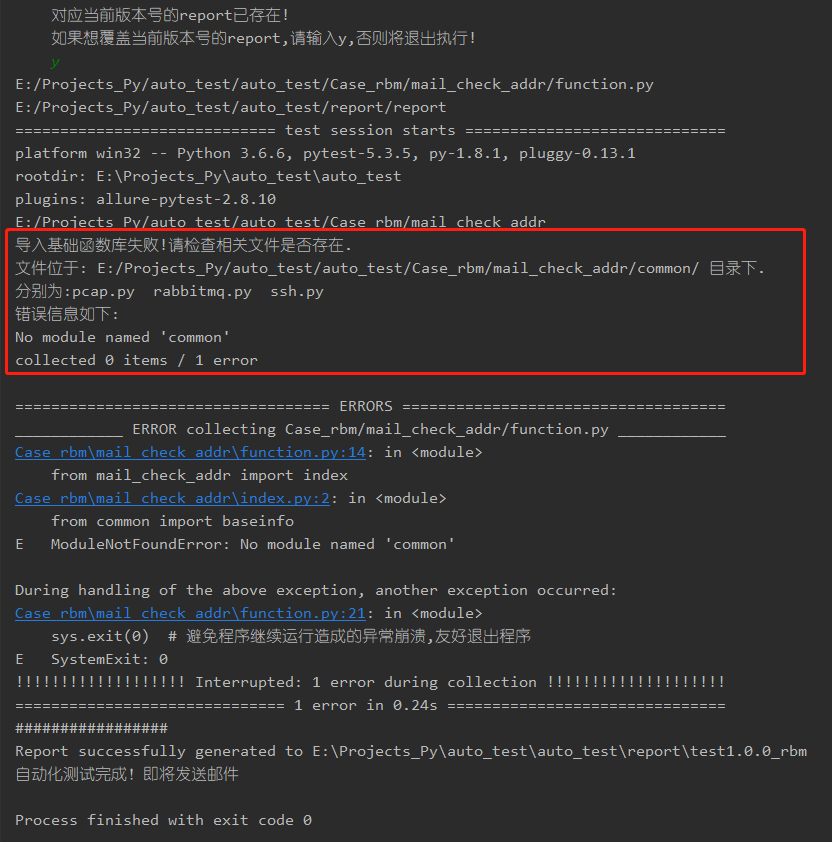 对应当前版本号的report已存在!
如果想覆盖当前版本号的report,请输入y,否则将退出执行!
y
E:/Projects_Py/auto_test/auto_test/Case_rbm/mail_check_addr/function.py
E:/Projects_Py/auto_test/auto_test/report/report
============================= test session starts =============================
platform win32 -- Python 3.6.6, pytest-5.3.5, py-1.8.1, pluggy-0.13.1
rootdir: E:\Projects_Py\auto_test\auto_test
plugins: allure-pytest-2.8.10
E:/Projects_Py/auto_test/auto_test/Case_rbm/mail_check_addr
导入基础函数库失败!请检查相关文件是否存在.
文件位于: E:/Projects_Py/auto_test/auto_test/Case_rbm/mail_check_addr/common/ 目录下.
分别为:pcap.py  rabbitmq.py  ssh.py
错误信息如下:
No module named 'common'
collected 0 items / 1 error
=================================== ERRORS ====================================
____________ ERROR collecting Case_rbm/mail_check_addr/function.py ____________
Case_rbm\mail_check_addr\function.py:14: in <module>
from mail_check_addr import index
Case_rbm\mail_check_addr\index.py:2: in <module>
from common import baseinfo
E   ModuleNotFoundError: No module named 'common'
During handling of the above exception, another exception occurred:
Case_rbm\mail_check_addr\function.py:21: in <module>
sys.exit(0)  # 避免程序继续运行造成的异常崩溃,友好退出程序
E   SystemExit: 0
!!!!!!!!!!!!!!!!!!! Interrupted: 1 error during collection !!!!!!!!!!!!!!!!!!!!
============================== 1 error in 0.24s ===============================
#################
Report successfully generated to E:\Projects_Py\auto_test\auto_test\report\test1.0.0_rbm
自动化测试完成! 即将发送邮件
Process finished with exit code 0